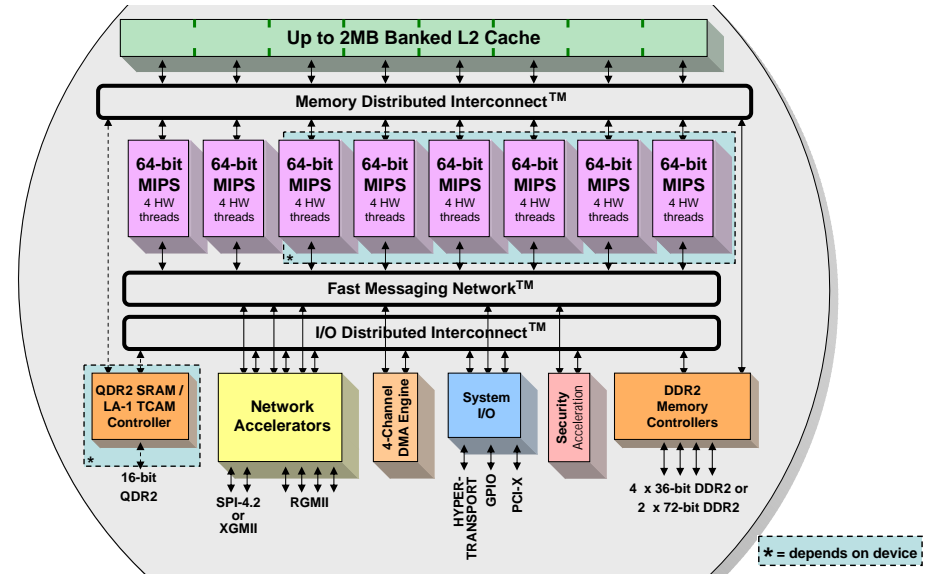 Up to 2MB Banked L2 Cache
Memory Distributed Interconnect™
64-bit
MIPS
4 HW
threads
64-bit
MIPS
4 HW
threads
64-bit
MIPS
4 HW
threads
64-bit
MIPS
4 HW
threads
64-bit
MIPS
4 HW
threads
64-bit
MIPS
4 HW
threads
64-bit
MIPS
4 HW
threads
64-bit
MIPS
4 HW
threads
*
Fast Messaging Network™
I/O Distributed Interconnect™
QDR2 SRAM /
LA-1 TCAM
Controller
*
16-bit
QDR2
Network
Accelerators
SPI-4.2
or
XGMII
RGMII
4-Channel
DMA Engine
System
I/O
HYPER-
TRANSPORT
GPIO
PCI-X
Security
Acceleration
DDR2
Memory
Controllers
4 x 36-bit DDR2 or
2 x 72-bit DDR2
* = depends on device